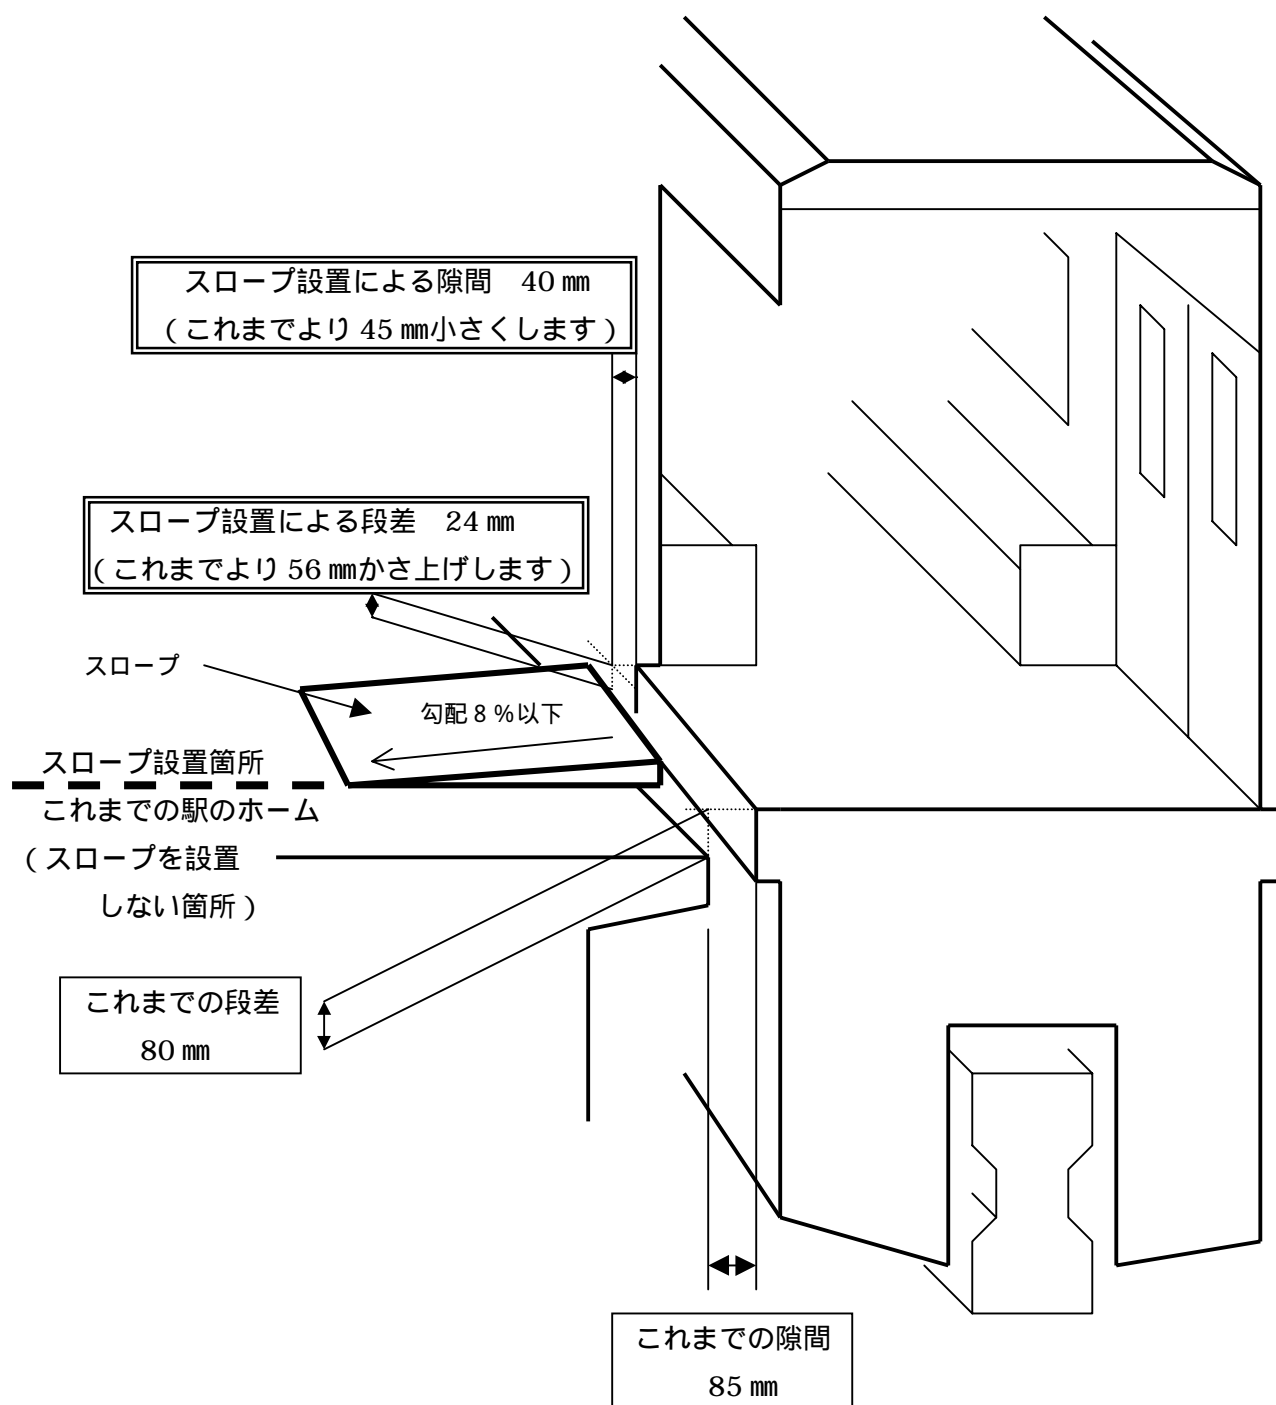 スロープ設置による隙間　40㎜
（これまでより45㎜小さくします）
スロープ設置による段差　24㎜
（これまでより56㎜かさ上げします）
スロープ
勾配８％以下
スロープ設置箇所
これまでの駅のホーム
（スロープを設置
しない箇所）
これまでの段差
80㎜
これまでの隙間
85㎜